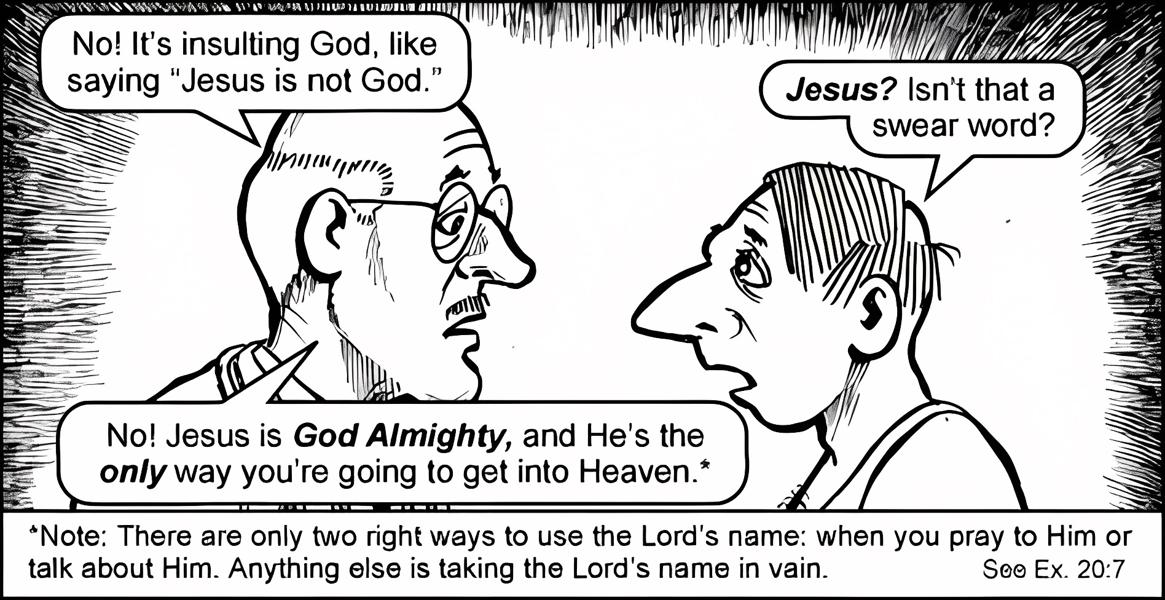 No! It's insulting God, like
saying "Jesus is not God."
Jesus? Isn't that a
swear word?
No! Jesus is God Almighty, and He's the
only way you're going to get into Heaven.*
*Note: There are only two right ways to use the Lord's name: when you pray to Him or
talk about Him. Anything else is taking the Lord's name in vain. See Ex. 20:7